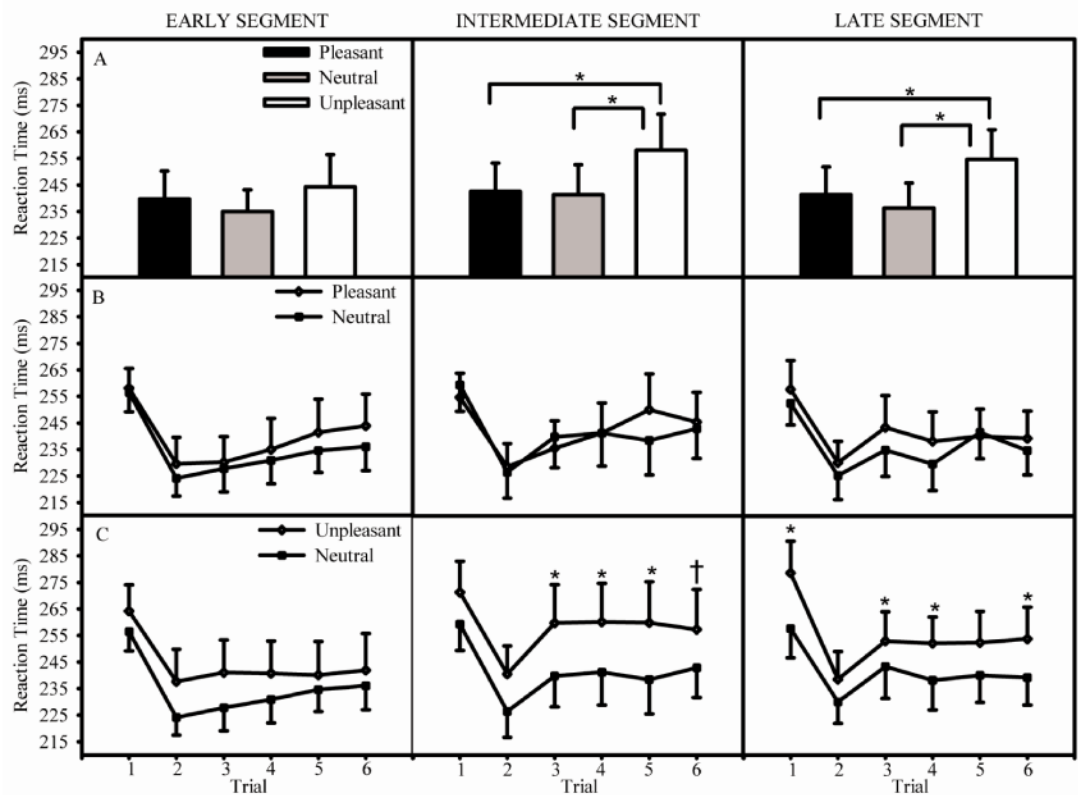 EARLY SEGMENT INTERMEDIATE SEGMENT LATE SEGMENT
A
Pleasant
Neutral
Unpleasant
* * * *
Reaction Time (ms)
295
285
275
265
255
245
235
225
215
B
Pleasant
Neutral
Reaction Time (ms)
295
285
275
265
255
245
235
225
215
C
Unpleasant
Neutral
* * * † * * * *
Reaction Time (ms)
295
285
275
265
255
245
235
225
215
1 2 3 4 5 6 1 2 3 4 5 6 1 2 3 4 5 6
Trial Trial Trial